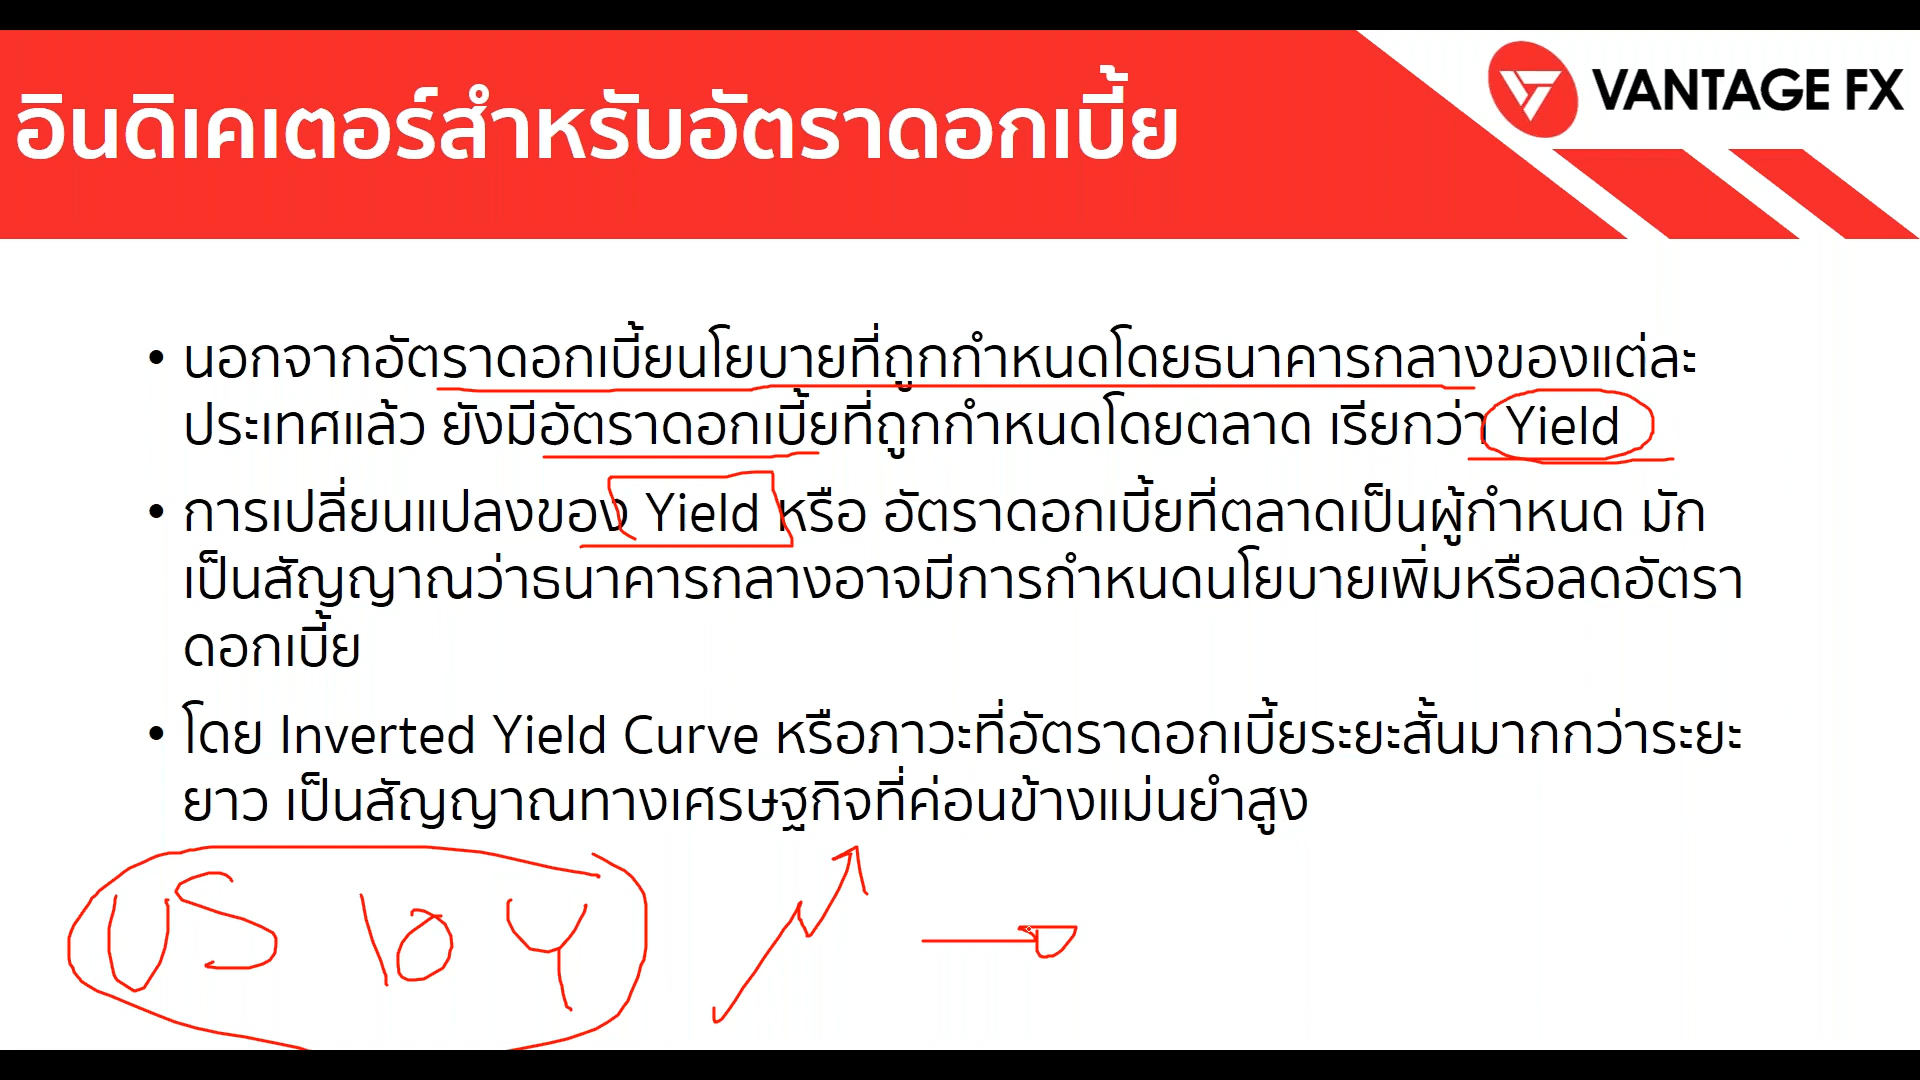 อินดิเคเตอร์สำหรับอัตราดอกเบี้ย
VANTAGE FX
• นอกจากอัตราดอกเบี้ยนโยบายที่ถูกกำหนดโดยธนาคารกลางของแต่ละ
ประเทศแล้ว ยังมีอัตราดอกเบี้ยที่ถูกกำหนดโดยตลาด เรียกว่า Yield
• การเปลี่ยนแปลงของ Yield หรือ อัตราดอกเบี้ยที่ตลาดเป็นผู้กำหนด มัก
เป็นสัญญาณว่าธนาคารกลางอาจมีการกำหนดนโยบายเพิ่มหรือลดอัตรา
ดอกเบี้ย
• โดย Inverted Yield Curve หรือภาวะที่อัตราดอกเบี้ยระยะสั้นมากกว่าระยะ
ยาว เป็นสัญญาณทางเศรษฐกิจที่ค่อนข้างแม่นยำสูง
US 10 Y